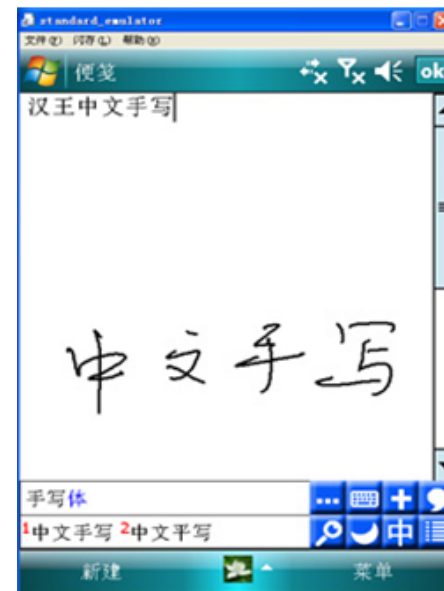 standard_emulator
文件(F) 闪存(L) 帮助(H)
便笺 ok
汉王中文手写
中文手写
手写体
1中文手写 2中文平写
中
新建 菜单